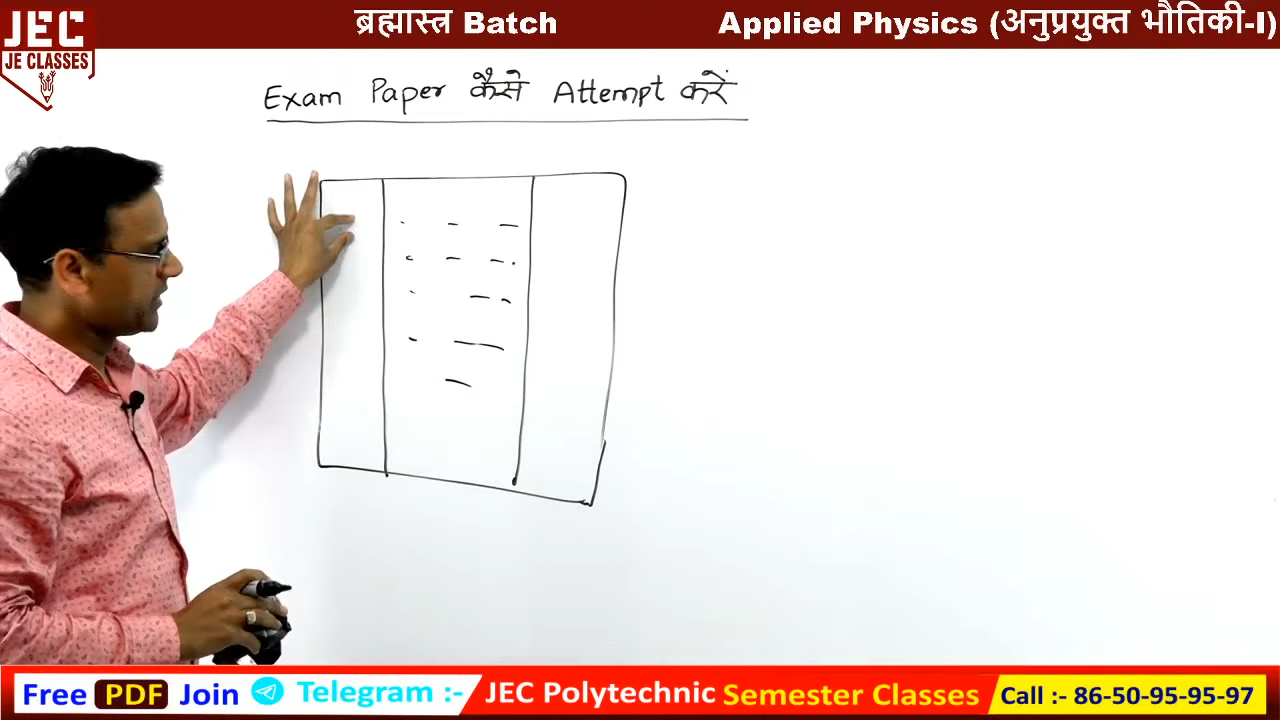 JEC
JE CLASSES
ब्रह्मास्त्र Batch
Applied Physics (अनुप्रयुक्त भौतिकी-I)
Exam Paper कैसे Attempt करें
Free PDF Join Telegram :- JEC Polytechnic Semester Classes Call :- 86-50-95-95-97